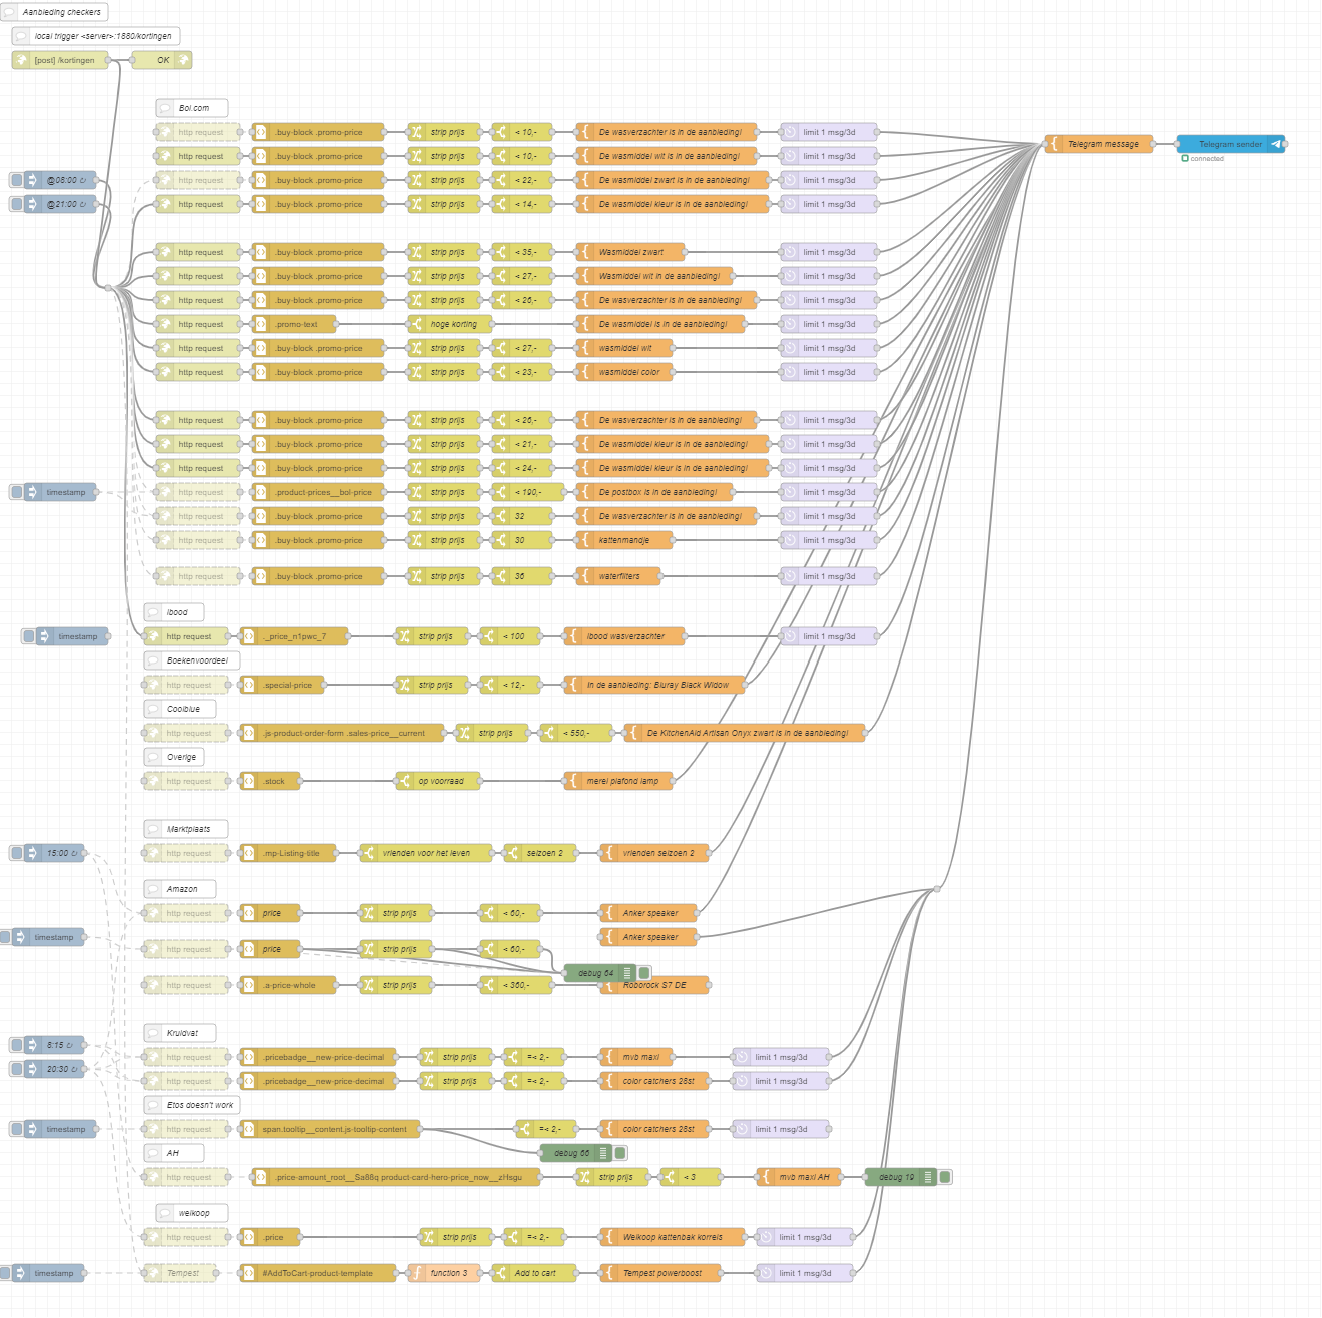 Aanbieding checkers
local trigger <server>:1880/kortingen
[post] /kortingen OK
Bol.com
http request .buy-block .promo-price strip prijs < 10,- De wasverzachter is in de aanbieding! limit 1 msg/3d Telegram message Telegram sender
http request .buy-block .promo-price strip prijs < 10,- De wasmiddel wit is in de aanbieding! limit 1 msg/3d connected
@08:00 ↻ http request .buy-block .promo-price strip prijs < 22,- De wasmiddel zwart is in de aanbieding! limit 1 msg/3d
@21:00 ↻ http request .buy-block .promo-price strip prijs < 14,- De wasmiddel kleur is in de aanbieding! limit 1 msg/3d
http request .buy-block .promo-price strip prijs < 35,- Wasmiddel zwart! limit 1 msg/3d
http request .buy-block .promo-price strip prijs < 27,- Wasmiddel wit in de aanbieding! limit 1 msg/3d
http request .buy-block .promo-price strip prijs < 26,- De wasverzachter is in de aanbieding! limit 1 msg/3d
http request .promo-text hoge korting De wasmiddel is in de aanbieding! limit 1 msg/3d
http request .buy-block .promo-price strip prijs < 27,- wasmiddel wit limit 1 msg/3d
http request .buy-block .promo-price strip prijs < 23,- wasmiddel color limit 1 msg/3d
http request .buy-block .promo-price strip prijs < 26,- De wasverzachter is in de aanbieding! limit 1 msg/3d
http request .buy-block .promo-price strip prijs < 21,- De wasmiddel kleur is in de aanbieding! limit 1 msg/3d
http request .buy-block .promo-price strip prijs < 24,- De wasmiddel kleur is in de aanbieding! limit 1 msg/3d
timestamp http request .product-prices__bol-price strip prijs < 190,- De postbox is in de aanbieding! limit 1 msg/3d
http request .buy-block .promo-price strip prijs 32 De wasverzachter is in de aanbieding! limit 1 msg/3d
http request .buy-block .promo-price strip prijs 30 kattenmandje limit 1 msg/3d
http request .buy-block .promo-price strip prijs 36 waterfilters limit 1 msg/3d
Ibood
timestamp http request ._price_n1pwc_7 strip prijs < 100 Ibood wasverzachter limit 1 msg/3d
Boekenvoordeel
http request .special-price strip prijs < 12,- In de aanbieding: Bluray Black Widow
Coolblue
http request .js-product-order-form .sales-price__current strip prijs < 550,- De KitchenAid Artisan Onyx zwart is in de aanbieding!
Overige
http request .stock op voorraad merel plafond lamp
Marktplaats
15:00 ↻ http request .mp-Listing-title vrienden voor het leven seizoen 2 vrienden seizoen 2
Amazon
http request price strip prijs < 60,- Anker speaker
timestamp Anker speaker
http request price strip prijs < 60,-
debug 64
http request .a-price-whole strip prijs < 360,- Roborock S7 DE
Kruidvat
8:15 ↻
http request .pricebadge__new-price-decimal strip prijs =< 2,- mvb maxi limit 1 msg/3d
20:30 ↻
http request .pricebadge__new-price-decimal strip prijs =< 2,- color catchers 28st limit 1 msg/3d
Etos doesn't work
timestamp http request span.tooltip__content.js-tooltip-content =< 2,- color catchers 28st limit 1 msg/3d
AH debug 66
http request .price-amount_root__Sa88q product-card-hero-price_now__zHsgu strip prijs < 3 mvb maxi AH debug 19
welkoop
http request .price strip prijs =< 2,- Welkoop kattenbak korrels limit 1 msg/3d
timestamp Tempest #AddToCart-product-template function 3 Add to cart Tempest powerboost limit 1 msg/3d